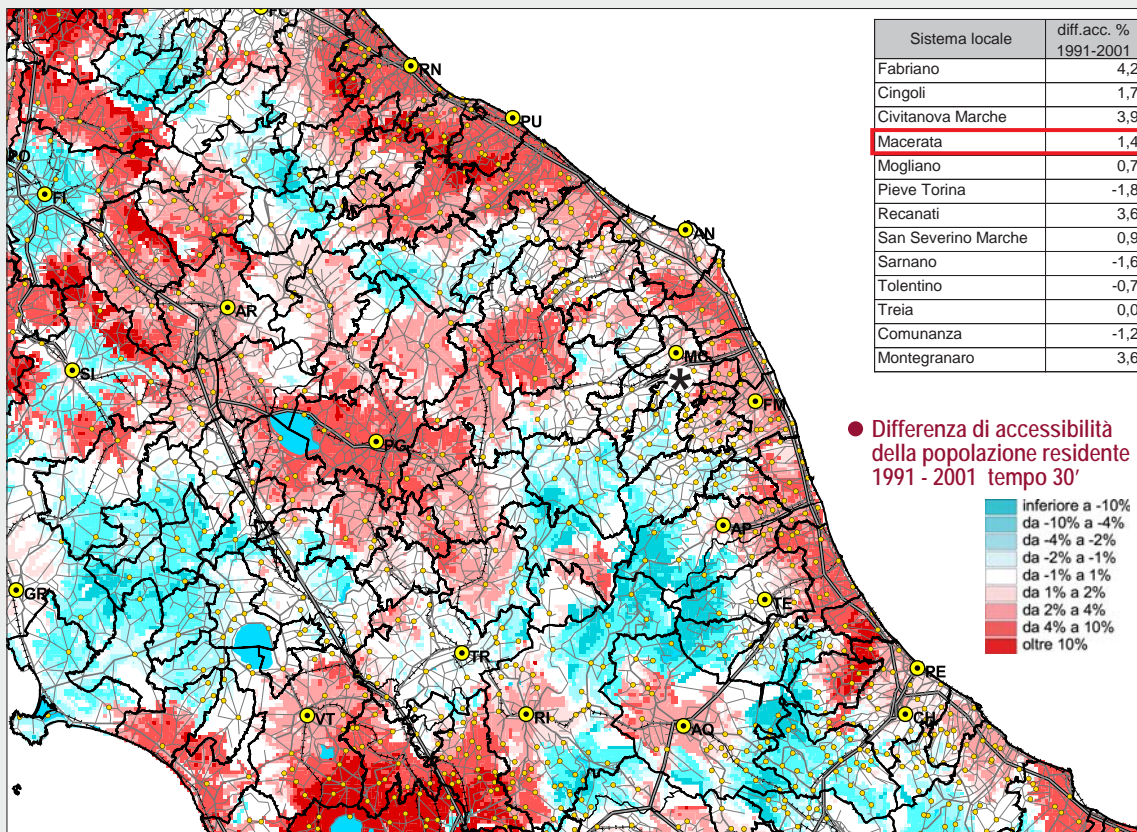 FC
RN
PU
PO
FI
AN
AR
MC
SI
*
FM
PG
AP
GR
TE
TR
PE
VT
RI
AQ
CH
Sistema locale diff.acc. %
1991-2001
Fabriano 4,2
Cingoli 1,7
Civitanova Marche 3,9
Macerata 1,4
Mogliano 0,7
Pieve Torina -1,8
Recanati 3,6
San Severino Marche 0,9
Sarnano -1,6
Tolentino -0,7
Treia 0,0
Comunanza -1,2
Montegranaro 3,6
● Differenza di accessibilità
della popolazione residente
1991 - 2001 tempo 30'
inferiore a -10%
da -10% a -4%
da -4% a -2%
da -2% a -1%
da -1% a 1%
da 1% a 2%
da 2% a 4%
da 4% a 10%
oltre 10%